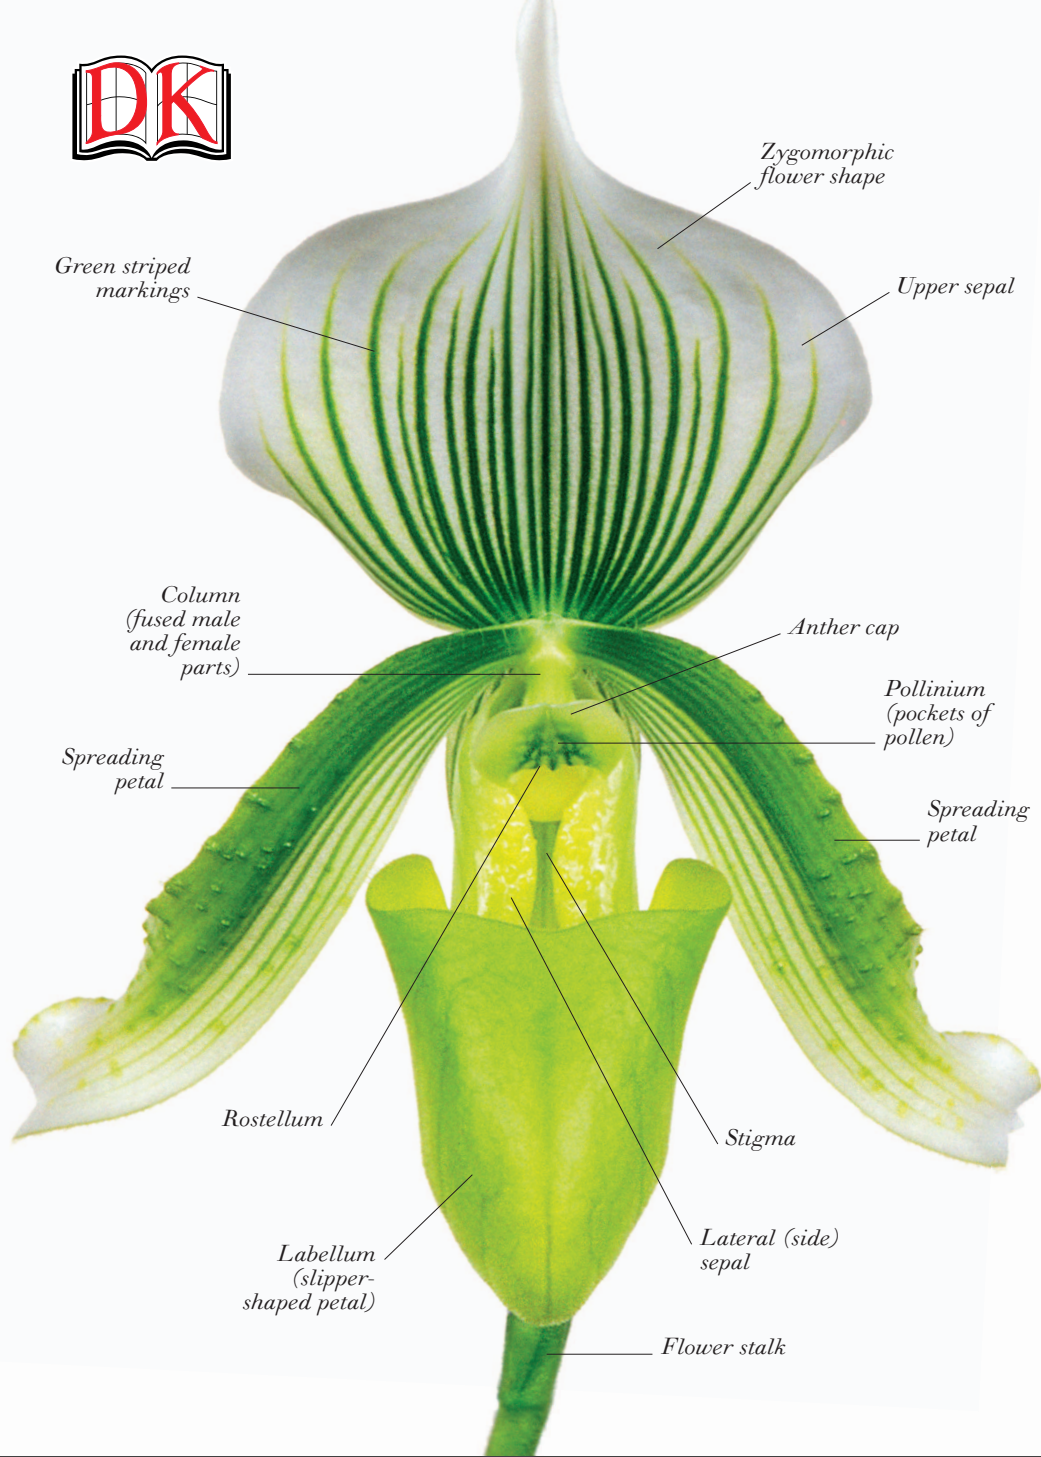 DK
Zygomorphic
flower shape
Green striped
markings
Upper sepal
Column
(fused male
and female
parts)
Anther cap
Pollinium
(pockets of
pollen)
Spreading
petal
Spreading
petal
Rostellum
Stigma
Lateral (side)
sepal
Labellum
(slipper-
shaped petal)
Flower stalk